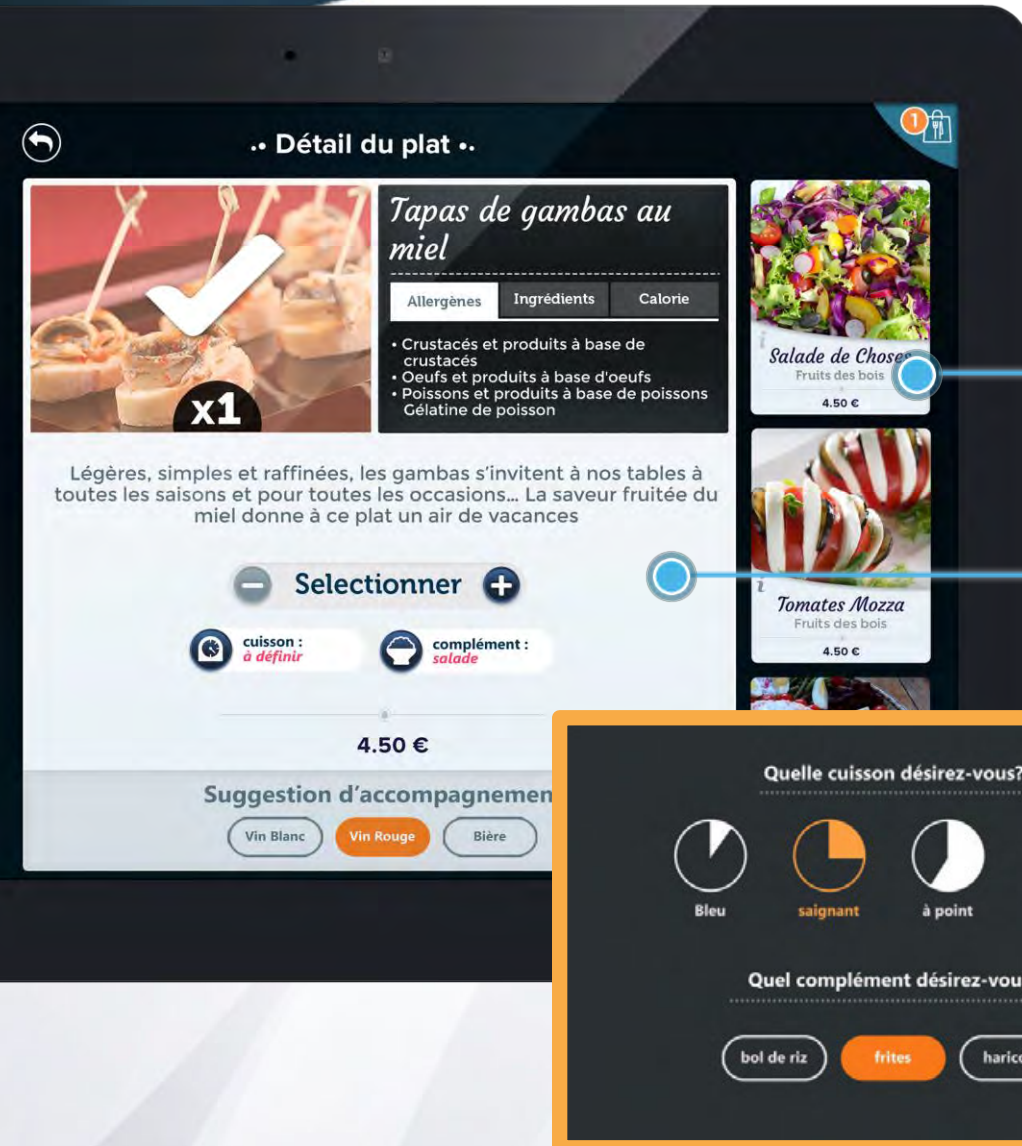 1
•• Détail du plat ••
Tapas de gambas au
miel
Allergènes Ingrédients Calorie
• Crustacés et produits à base de
crustacés
• Oeufs et produits à base d'oeufs
• Poissons et produits à base de poissons
Gélatine de poisson
x1
Légères, simples et raffinées, les gambas s'invitent à nos tables à
toutes les saisons et pour toutes les occasions... La saveur fruitée du
miel donne à ce plat un air de vacances
Selectionner
cuisson :
à définir
complément :
salade
4.50 €
Suggestion d'accompagnemen
Vin Blanc Vin Rouge Bière
Salade de Choses
Fruits des bois
4.50 €
i
Tomates Mozza
Fruits des bois
4.50 €
Quelle cuisson désirez-vous?
Bleu saignant à point
Quel complément désirez-vou
bol de riz frites harico